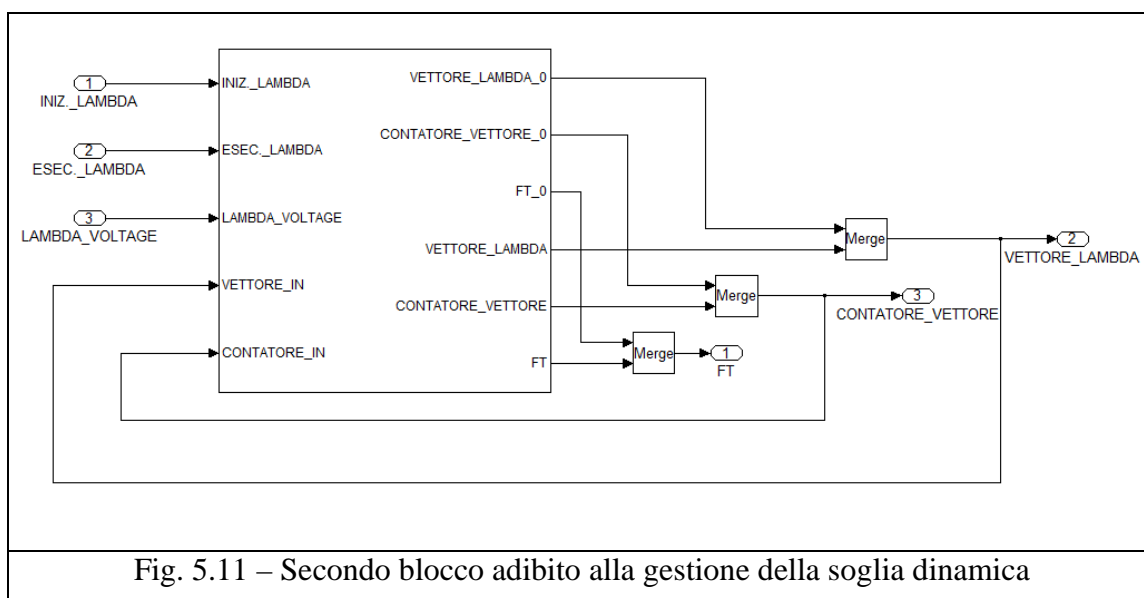 1
INIZ._LAMBDA
2
ESEC._LAMBDA
3
LAMBDA_VOLTAGE
INIZ._LAMBDA
ESEC._LAMBDA
LAMBDA_VOLTAGE
VETTORE_IN
CONTATORE_IN
VETTORE_LAMBDA_0
CONTATORE_VETTORE_0
FT_0
VETTORE_LAMBDA
CONTATORE_VETTORE
FT
Merge
2
VETTORE_LAMBDA
Merge
3
CONTATORE_VETTORE
Merge
1
FT
Fig. 5.11 – Secondo blocco adibito alla gestione della soglia dinamica